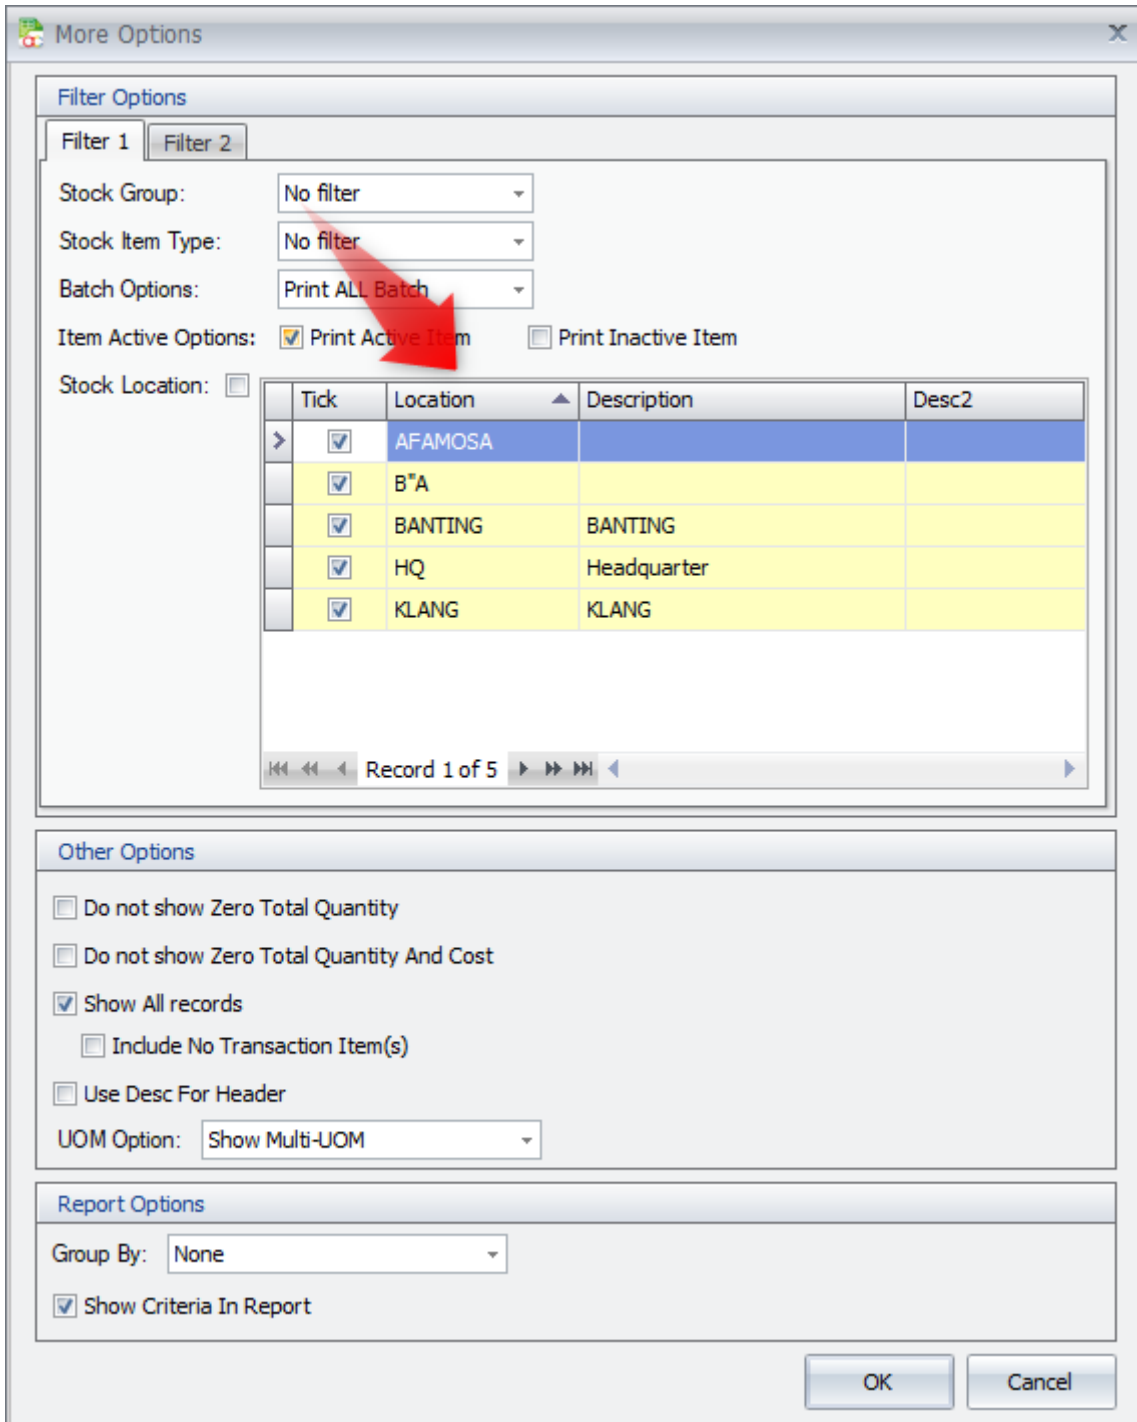 More Options
Filter Options
Filter 1 Filter 2
Stock Group: No filter
Stock Item Type: No filter
Batch Options: Print ALL Batch
Item Active Options: Print Active Item Print Inactive Item
Stock Location:
Tick Location Description Desc2
AFAMOSA
B"A
BANTING BANTING
HQ Headquarter
KLANG KLANG
Record 1 of 5
Other Options
Do not show Zero Total Quantity
Do not show Zero Total Quantity And Cost
Show All records
Include No Transaction Item(s)
Use Desc For Header
UOM Option: Show Multi-UOM
Report Options
Group By: None
Show Criteria In Report
OK Cancel